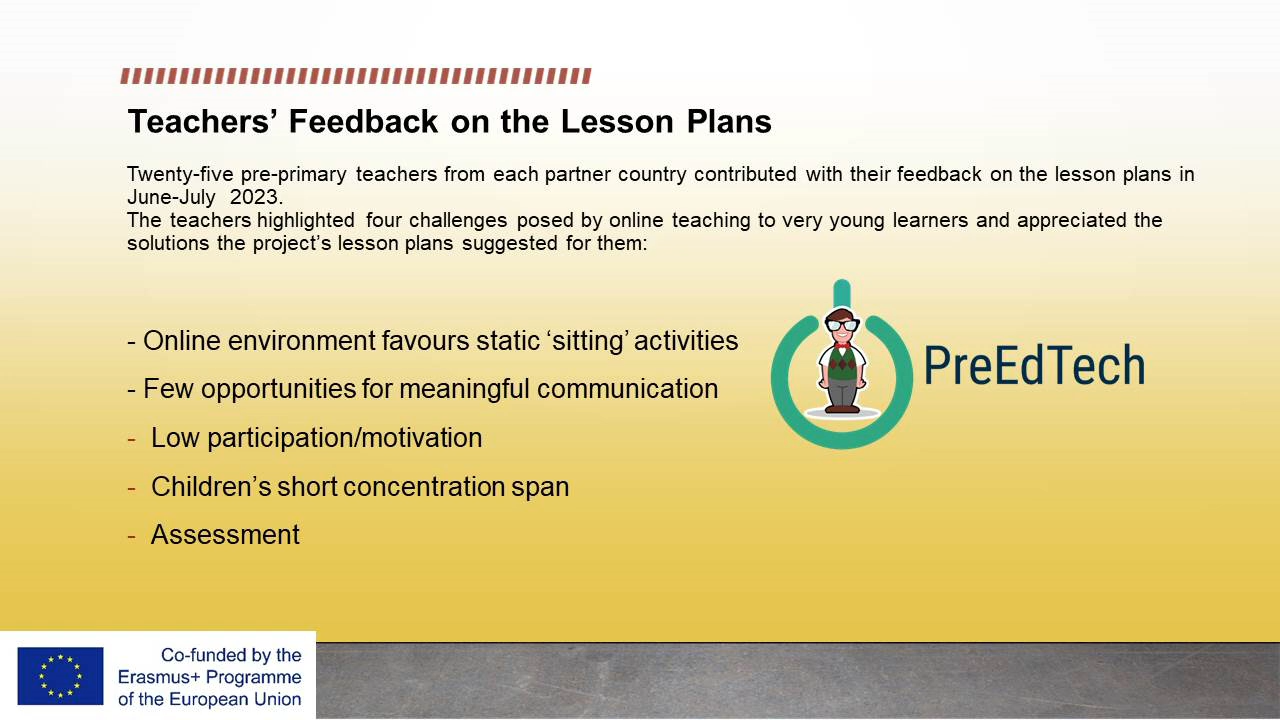 Teachers’ Feedback on the Lesson Plans
Twenty-five pre-primary teachers from each partner country contributed with their feedback on the lesson plans in
June-July 2023.
The teachers highlighted four challenges posed by online teaching to very young learners and appreciated the
solutions the project’s lesson plans suggested for them:
- Online environment favours static ‘sitting’ activities
- Few opportunities for meaningful communication
- Low participation/motivation
- Children’s short concentration span
- Assessment
PreEdTech
Co-funded by the
Erasmus+ Programme
of the European Union